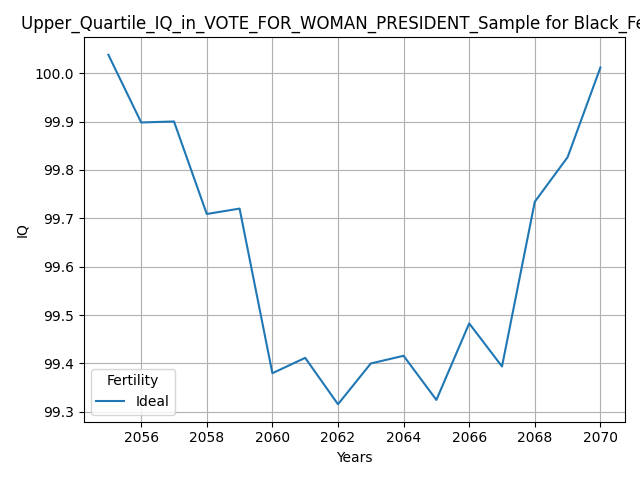 Upper_Quartile_IQ_in_VOTE_FOR_WOMAN_PRESIDENT_Sample for Black_Fe
100.0
99.9
99.8
99.7
99.6
99.5
99.4
99.3
IQ
Fertility
Ideal
2056 2058 2060 2062 2064 2066 2068 2070
Years